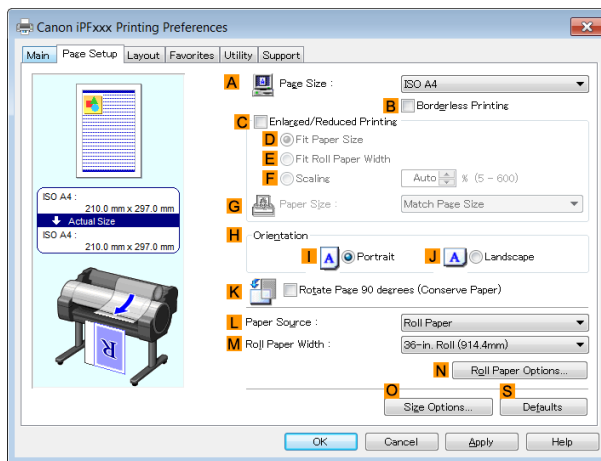 Canon iPFxxx Printing Preferences
Main Page Setup Layout Favorites Utility Support
A Page Size : ISO A4
B Borderless Printing
C Enlarged/Reduced Printing
D Fit Paper Size
E Fit Roll Paper Width
F Scaling Auto % (5 - 600)
G Paper Size : Match Page Size
ISO A4 :
210.0 mm x 297.0 mm
Actual Size
ISO A4 :
210.0 mm x 297.0 mm
H Orientation
I A Portrait J A Landscape
K Rotate Page 90 degrees (Conserve Paper)
L Paper Source : Roll Paper
M Roll Paper Width : 36-in. Roll (914.4mm)
N Roll Paper Options...
O S
Size Options... Defaults
OK Cancel Apply Help